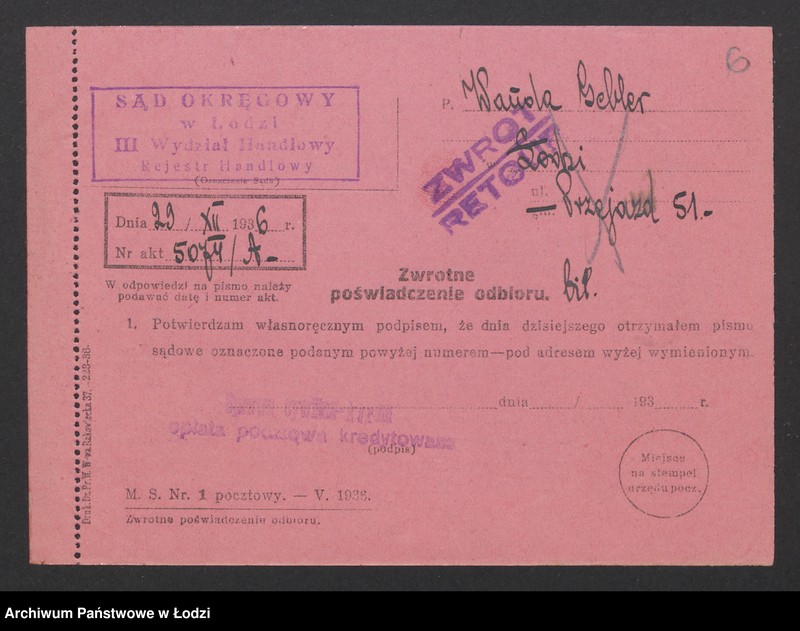 6
SĄD OKRĘGOWY
w Łodzi
III Wydział Handlowy
Rejestr Handlowy
(Oznaczenie Sądu)
P. Wanda Gebler
ZWROT
RETOUR
Łodzi
ul. Przejazd 51.-
Dnia 29 / XII 1936 r.
Nr akt /A-
W odpowiedzi na pismo należy
podawać datę i numer akt.
Zwrotne
poświadczenie odbioru.
1. Potwierdzam własnoręcznym podpisem, że dnia dzisiejszego otrzymałem pismo
sądowe oznaczone podanym powyżej numerem—pod adresem wyżej wymienionym.
dnia / 193 r.
opłata pocztowa kredytowana
(podpis)
Miejsce
na stempel
urzędu pocz.
M. S. Nr. 1 pocztowy. — V. 1936.
Zwrotne poświadczenie odbioru.
Archiwum Państwowe w Łodzi